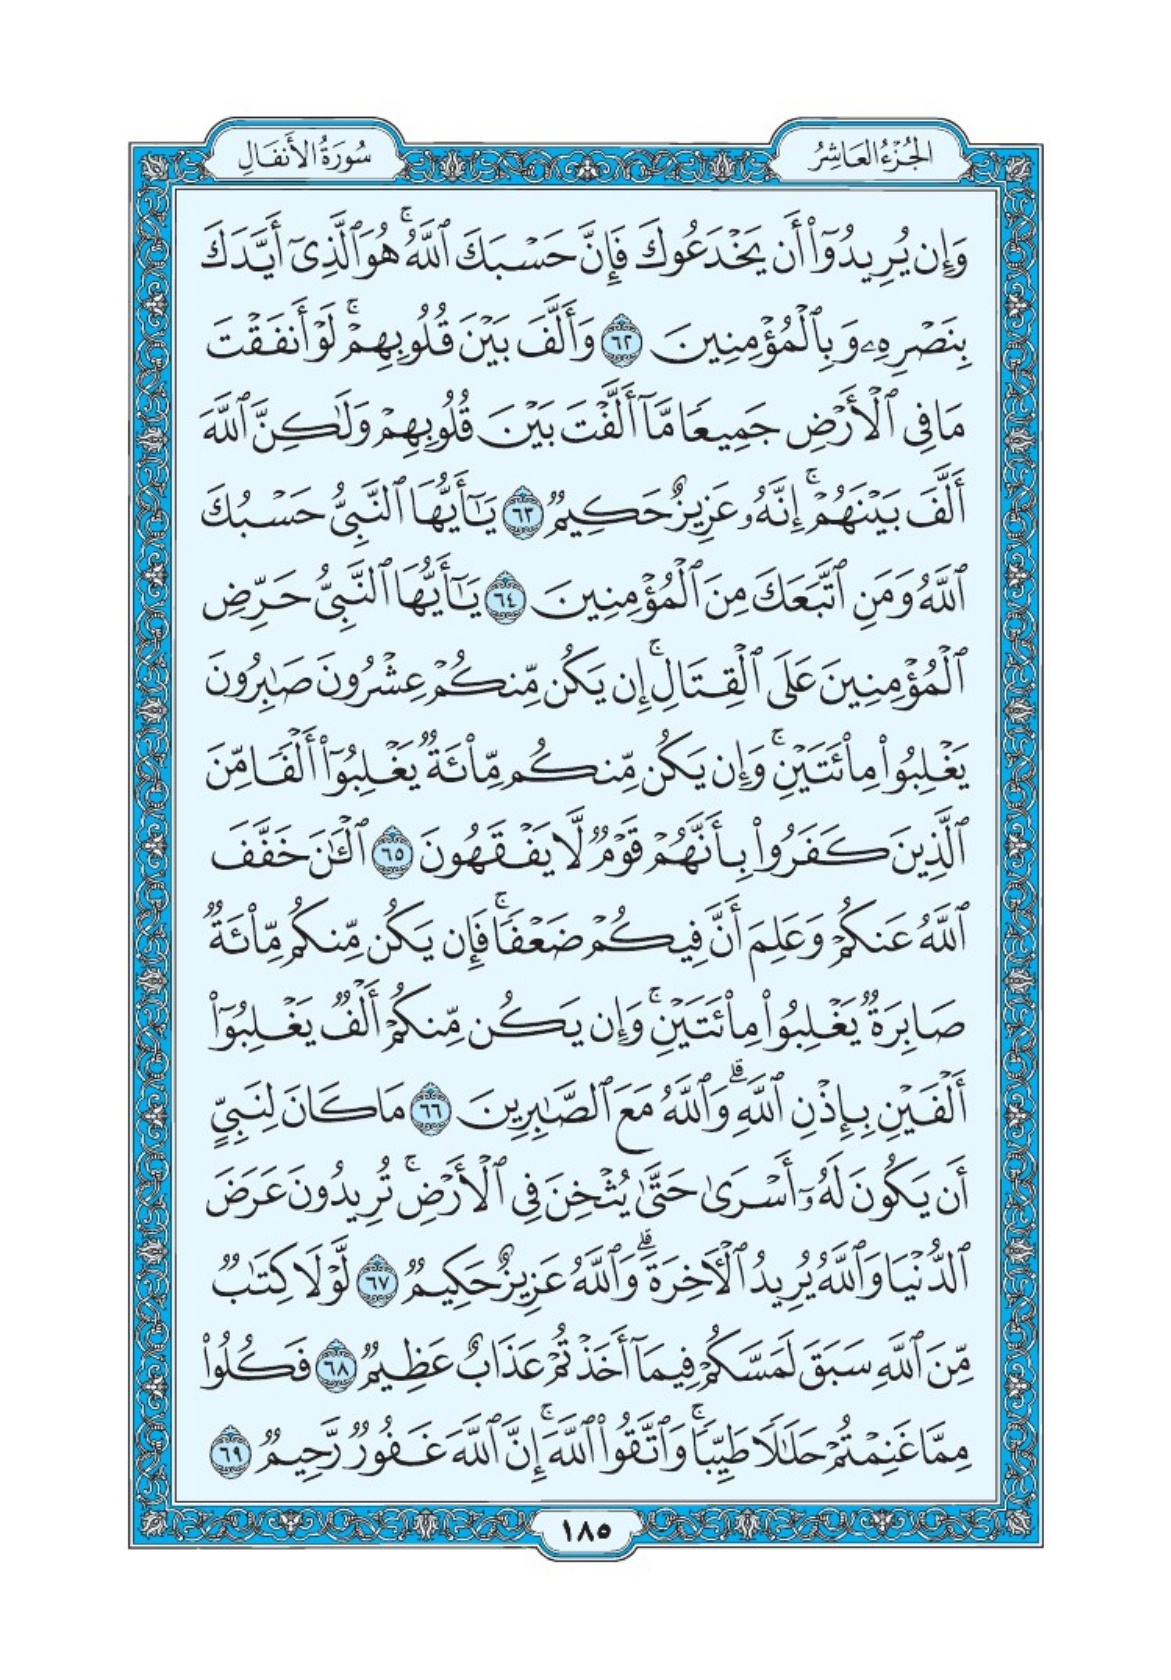 الجُزْءُ العَاشِرُ
سُورَةُ الأَنفَال
وَإِن يُرِيدُوٓا۟ أَن يَخْدَعُوكَ فَإِنَّ حَسْبَكَ ٱللَّهُ ۚ هُوَ ٱلَّذِىٓ أَيَّدَكَ
بِنَصْرِهِۦ وَبِٱلْمُؤْمِنِينَ ٦٢ وَأَلَّفَ بَيْنَ قُلُوبِهِمْ ۚ لَوْ أَنفَقْتَ
مَا فِى ٱلْأَرْضِ جَمِيعًا مَّآ أَلَّفْتَ بَيْنَ قُلُوبِهِمْ وَلَٰكِنَّ ٱللَّهَ
أَلَّفَ بَيْنَهُمْ ۚ إِنَّهُۥ عَزِيزٌ حَكِيمٌ ٦٣ يَٰٓأَيُّهَا ٱلنَّبِىُّ حَسْبُكَ
ٱللَّهُ وَمَنِ ٱتَّبَعَكَ مِنَ ٱلْمُؤْمِنِينَ ٦٤ يَٰٓأَيُّهَا ٱلنَّبِىُّ حَرِّضِ
ٱلْمُؤْمِنِينَ عَلَى ٱلْقِتَالِ ۚ إِن يَكُن مِّنكُمْ عِشْرُونَ صَٰبِرُونَ
يَغْلِبُوا۟ مِا۟ئَتَيْنِ ۚ وَإِن يَكُن مِّنكُم مِّا۟ئَةٌ يَغْلِبُوٓا۟ أَلْفًا مِّنَ
ٱلَّذِينَ كَفَرُوا۟ بِأَنَّهُمْ قَوْمٌ لَّا يَفْقَهُونَ ٦٥ ٱلْـَٰٔنَ خَفَّفَ
ٱللَّهُ عَنكُمْ وَعَلِمَ أَنَّ فِيكُمْ ضَعْفًا ۚ فَإِن يَكُن مِّنكُم مِّا۟ئَةٌ
صَابِرَةٌ يَغْلِبُوا۟ مِا۟ئَتَيْنِ ۚ وَإِن يَكُن مِّنكُمْ أَلْفٌ يَغْلِبُوٓا۟
أَلْفَيْنِ بِإِذْنِ ٱللَّهِ ۗ وَٱللَّهُ مَعَ ٱلصَّٰبِرِينَ ٦٦ مَا كَانَ لِنَبِىٍّ
أَن يَكُونَ لَهُۥٓ أَسْرَىٰ حَتَّىٰ يُثْخِنَ فِى ٱلْأَرْضِ ۚ تُرِيدُونَ عَرَضَ
ٱلدُّنْيَا وَٱللَّهُ يُرِيدُ ٱلْـَٔاخِرَةَ ۗ وَٱللَّهُ عَزِيزٌ حَكِيمٌ ٦٧ لَّوْلَا كِتَٰبٌ
مِّنَ ٱللَّهِ سَبَقَ لَمَسَّكُمْ فِيمَآ أَخَذْتُمْ عَذَابٌ عَظِيمٌ ٦٨ فَكُلُوا۟
مِمَّا غَنِمْتُمْ حَلَٰلًا طَيِّبًا ۚ وَٱتَّقُوا۟ ٱللَّهَ ۚ إِنَّ ٱللَّهَ غَفُورٌ رَّحِيمٌ ٦٩
١٨٥